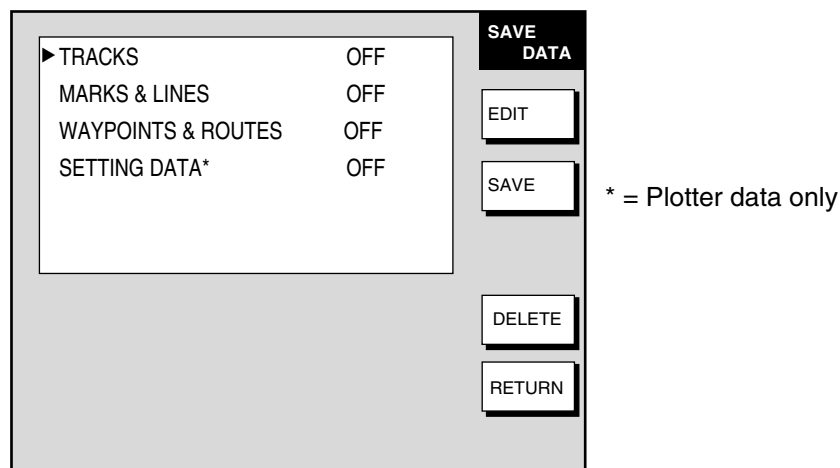 TRACKS OFF
MARKS & LINES OFF
WAYPOINTS & ROUTES OFF
SETTING DATA* OFF
SAVE
DATA
EDIT
SAVE
DELETE
RETURN
* = Plotter data only